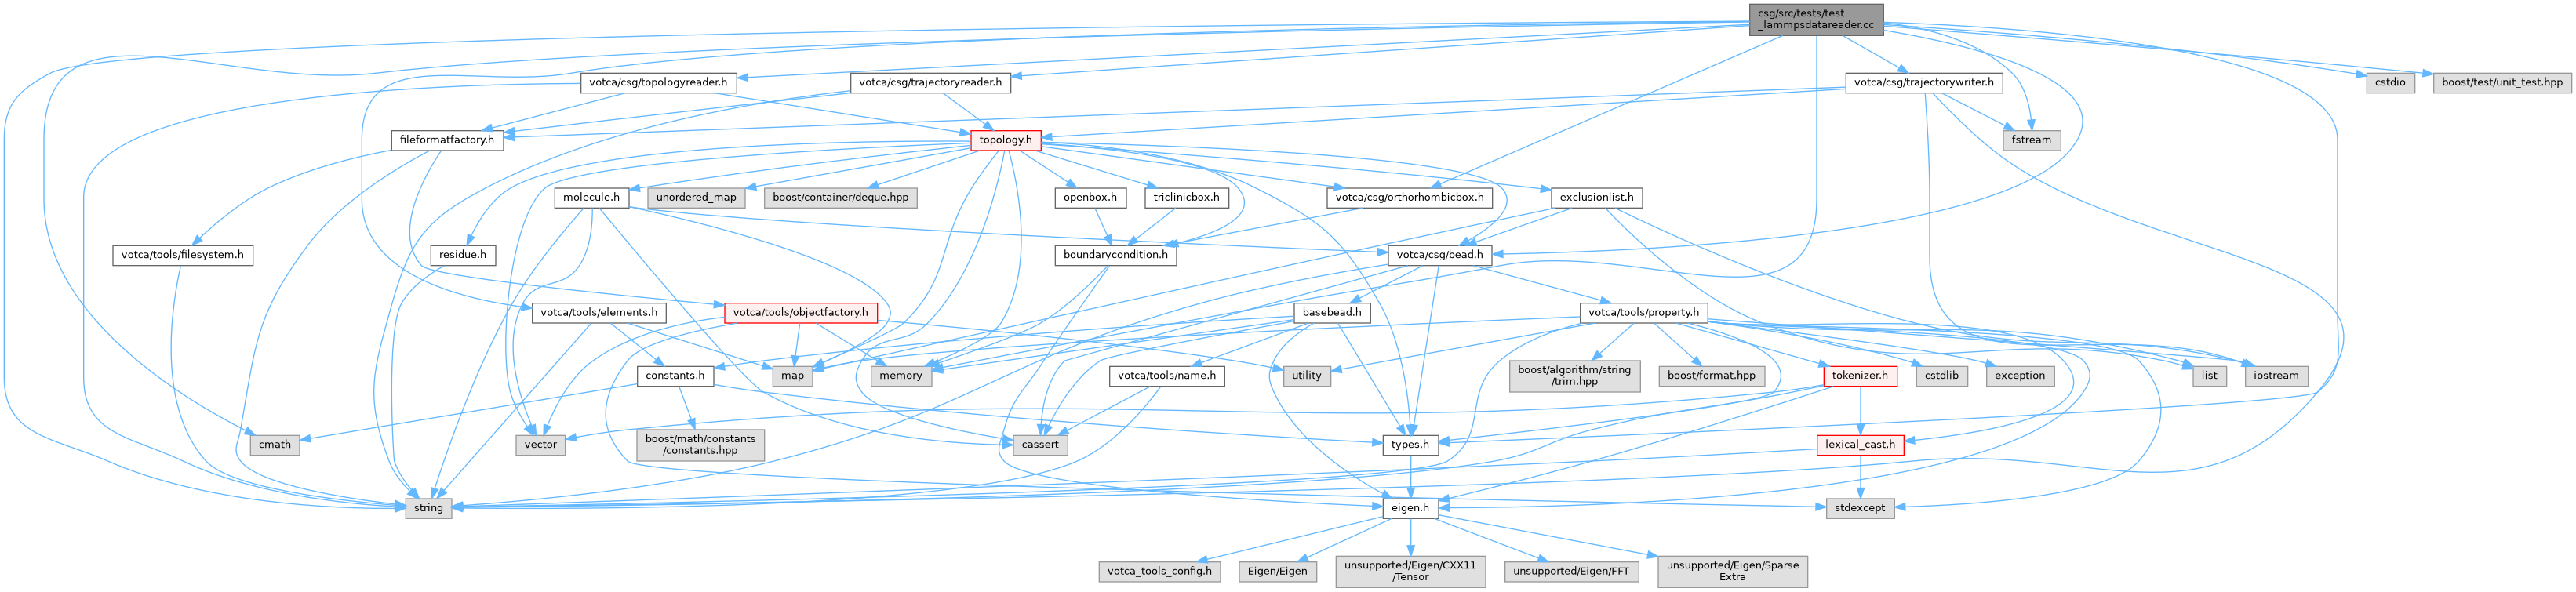 csg/src/tests/test
_lammpsdatareader.cc
votca/csg/topologyreader.h
votca/csg/trajectoryreader.h
votca/csg/trajectorywriter.h
cstdio
boost/test/unit_test.hpp
fileformatfactory.h
topology.h
fstream
molecule.h
unordered_map
boost/container/deque.hpp
openbox.h
triclinicbox.h
votca/csg/orthorhombicbox.h
exclusionlist.h
votca/tools/filesystem.h
residue.h
boundarycondition.h
votca/csg/bead.h
votca/tools/elements.h
votca/tools/objectfactory.h
basebead.h
votca/tools/property.h
constants.h
map
memory
votca/tools/name.h
utility
boost/algorithm/string
/trim.hpp
boost/format.hpp
tokenizer.h
cstdlib
exception
list
iostream
cmath
boost/math/constants
/constants.hpp
vector
cassert
types.h
lexical_cast.h
string
eigen.h
stdexcept
votca_tools_config.h
Eigen/Eigen
unsupported/Eigen/CXX11
/Tensor
unsupported/Eigen/FFT
unsupported/Eigen/Sparse
Extra